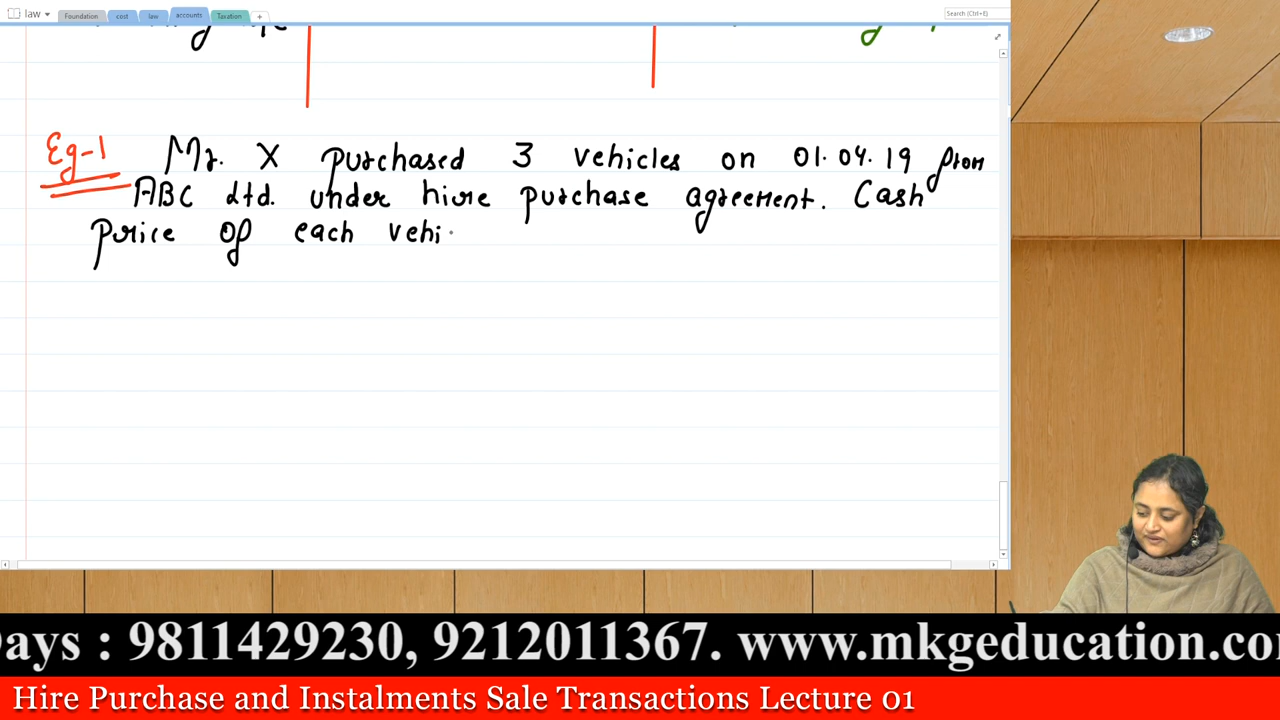 law
Foundation
cost
law
accounts
Taxation
Search (Ctrl+E)
Eg-1 Mr. X purchased 3 vehicles on 01.04.19 from
ABC Ltd. under hire purchase agreement. Cash
price of each vehi
Days : 9811429230, 9212011367. www.mkgeducation.co
Hire Purchase and Instalments Sale Transactions Lecture 01